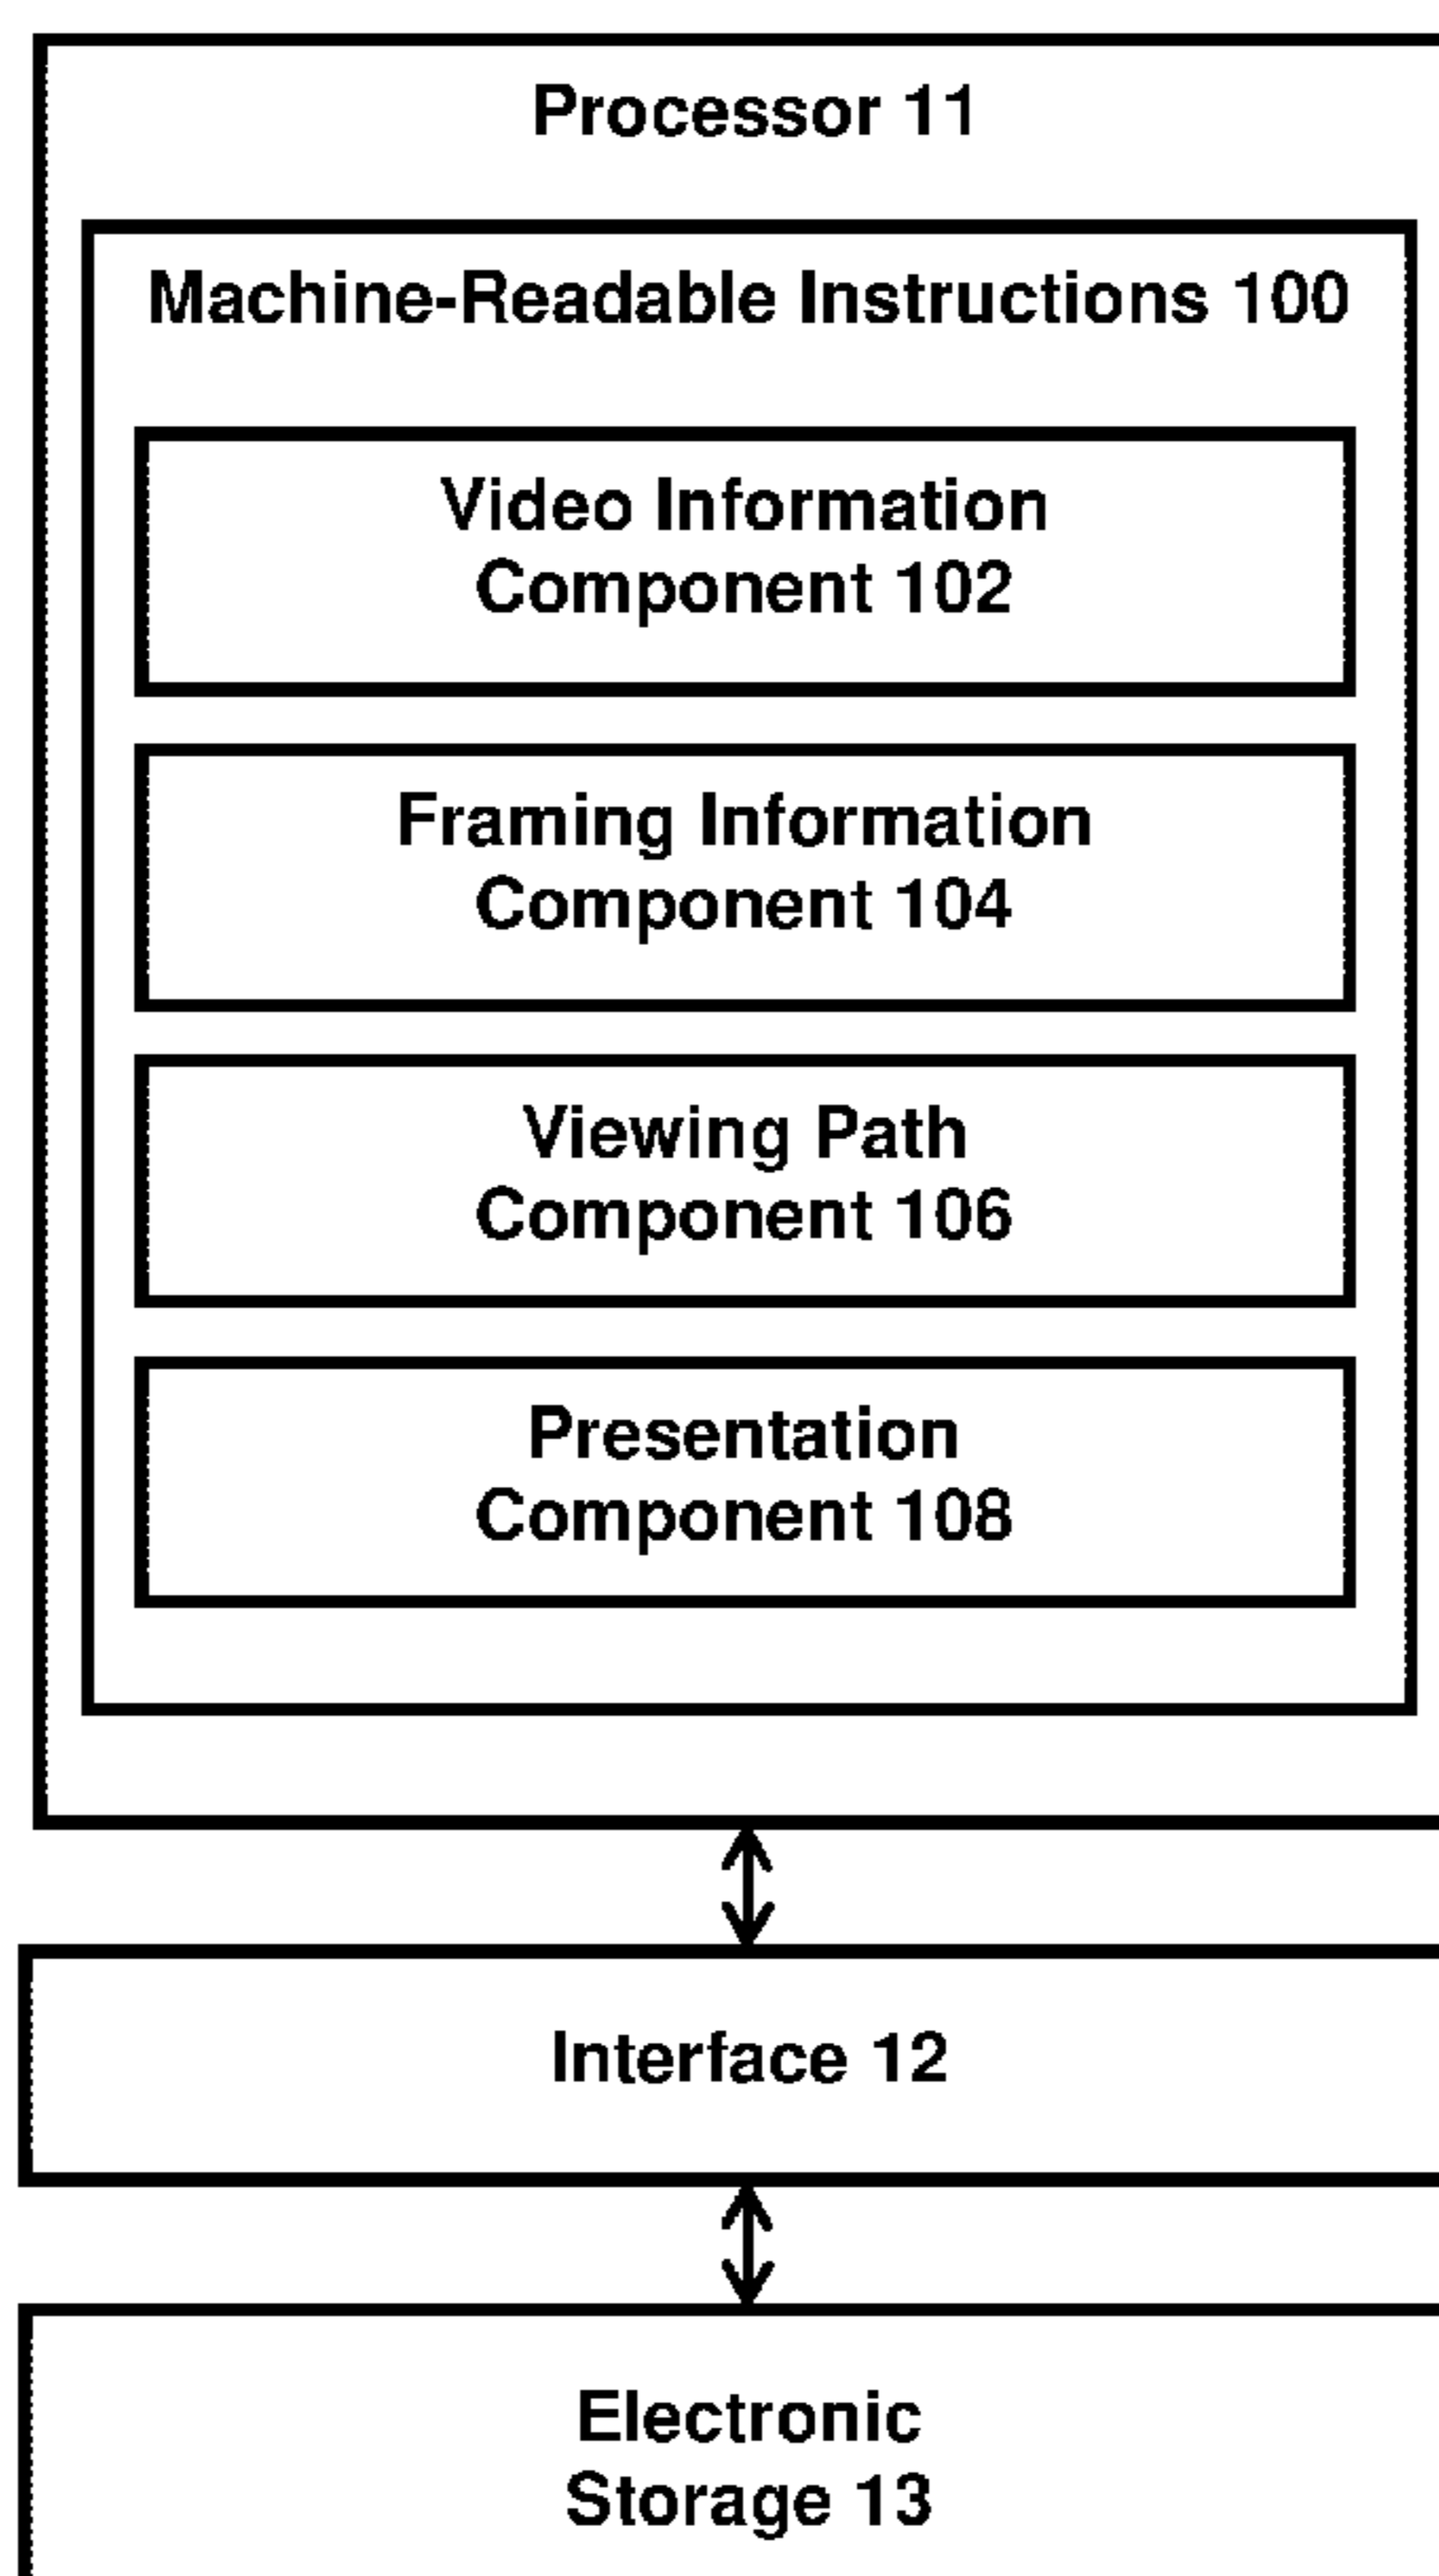 Processor 11
Machine-Readable Instructions 100
Video Information
Component 102
Framing Information
Component 104
Viewing Path
Component 106
Presentation
Component 108
Interface 12
Electronic
Storage 13